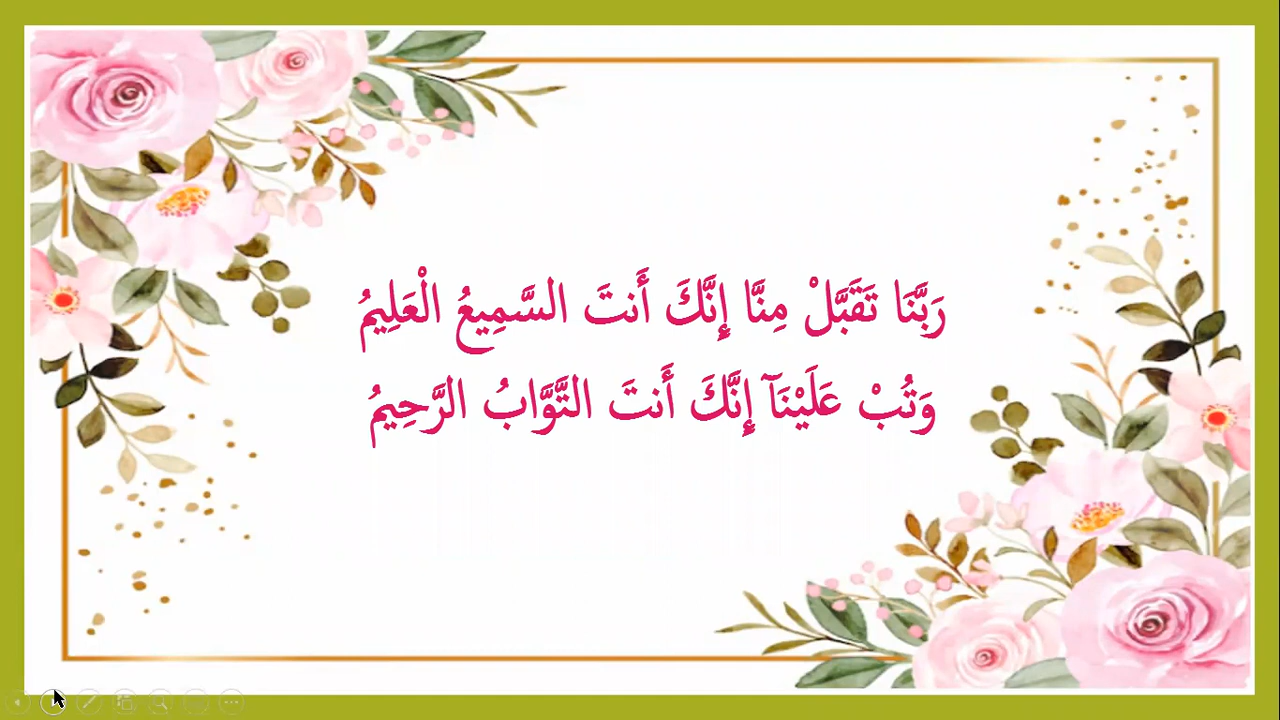 رَبَّنَا تَقَبَّلْ مِنَّا إِنَّكَ أَنتَ السَّمِيعُ الْعَلِيمُ
وَتُبْ عَلَيْنَآ إِنَّكَ أَنتَ التَّوَّابُ الرَّحِيمُ